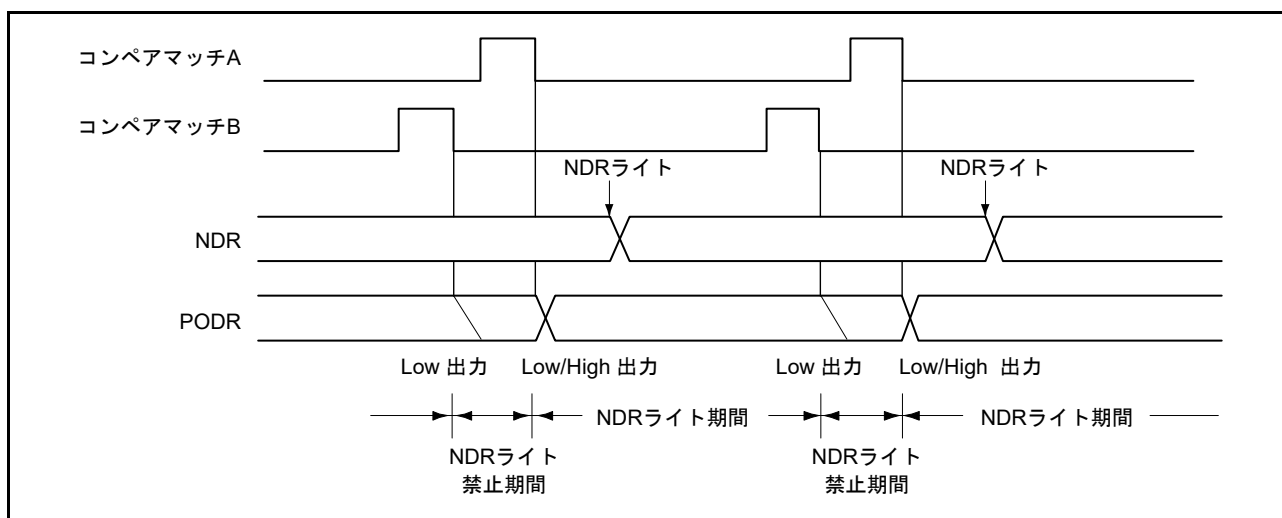 コンペアマッチA
コンペアマッチB
NDRライト NDRライト
NDR
PODR
Low 出力 Low/High 出力 Low 出力 Low/High 出力
NDRライト期間 NDRライト期間
NDRライト NDRライト
禁止期間 禁止期間